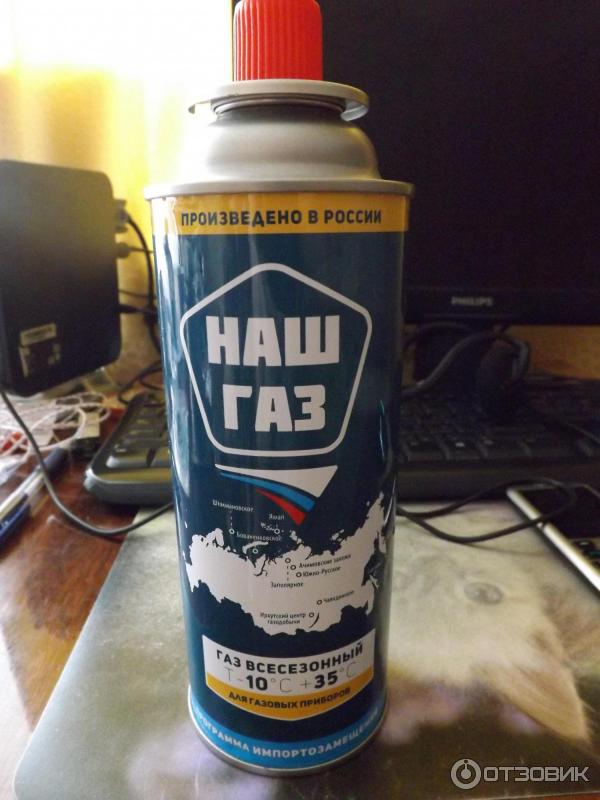 ПРОИЗВЕДЕНО В РОССИИ
НАШ
ГАЗ
PHILIPS
Штокмановское
Ямал
Бованенковское
Ачимовские залежи
Южно-Русское
Заполярное
Чаяндинское
Иркутский центр
газодобычи
ГАЗ ВСЕСЕЗОННЫЙ
T -10°C +35°C
ДЛЯ ГАЗОВЫХ ПРИБОРОВ
ПРОГРАММА ИМПОРТОЗАМЕЩЕНИЯ
ОТЗОВИК